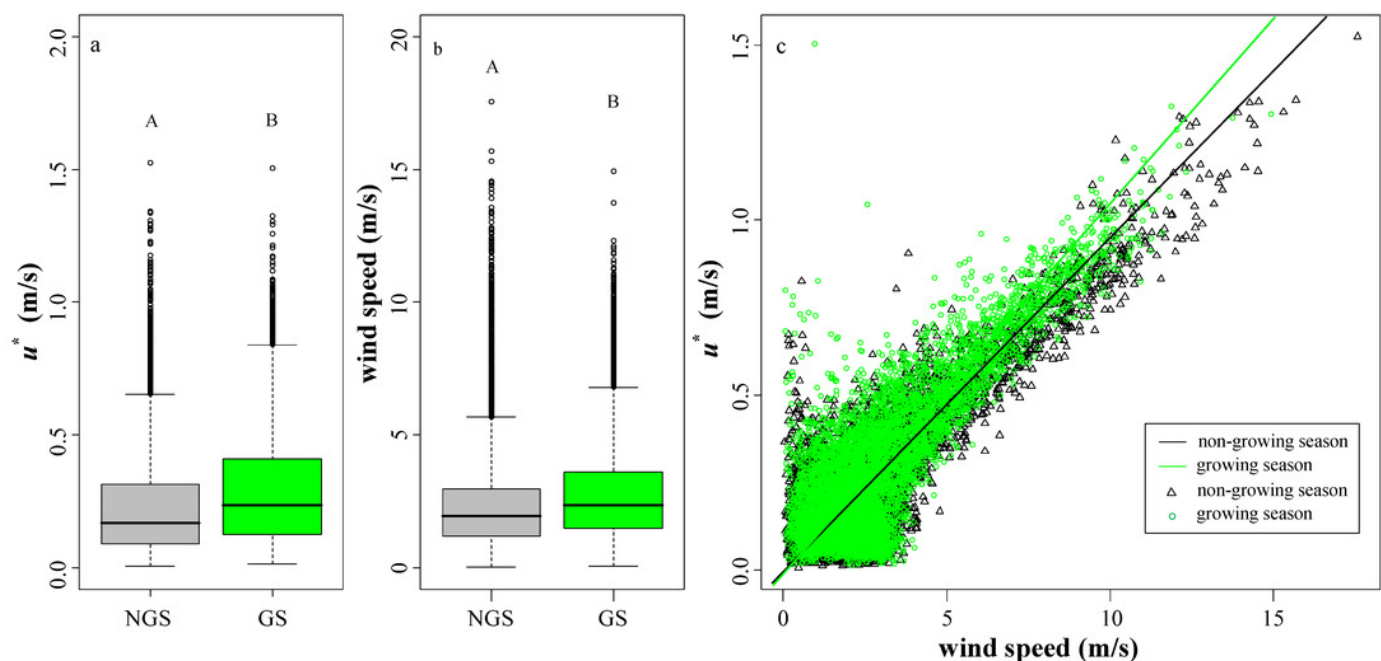 a
A
B
2.0
1.5
1.0
0.5
0.0
u* (m/s)
NGS
GS
b
A
B
20
15
10
5
0
wind speed (m/s)
NGS
GS
c
1.5
1.0
0.5
0.0
u* (m/s)
0
5
10
15
wind speed (m/s)
non-growing season
growing season
non-growing season
growing season